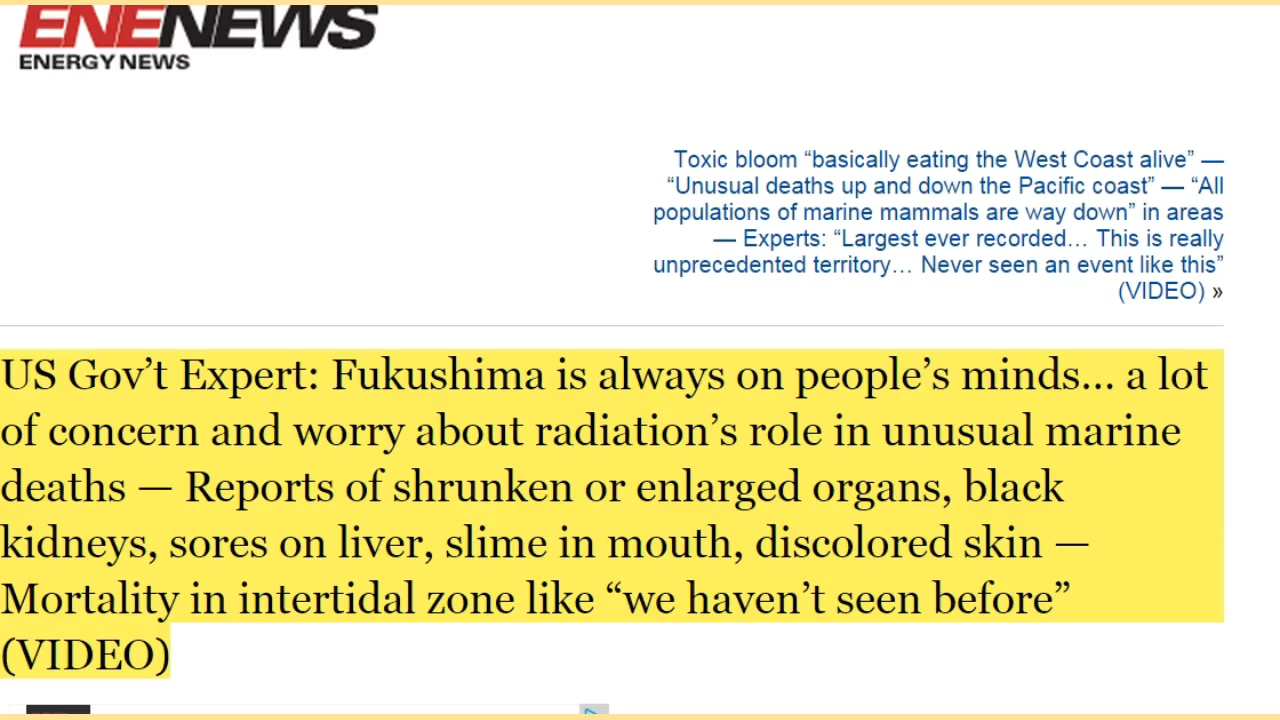 ENENEWS
ENERGY NEWS
Toxic bloom “basically eating the West Coast alive” —
“Unusual deaths up and down the Pacific coast” — “All
populations of marine mammals are way down” in areas
— Experts: “Largest ever recorded… This is really
unprecedented territory… Never seen an event like this”
(VIDEO) »
US Gov’t Expert: Fukushima is always on people’s minds… a lot
of concern and worry about radiation’s role in unusual marine
deaths — Reports of shrunken or enlarged organs, black
kidneys, sores on liver, slime in mouth, discolored skin —
Mortality in intertidal zone like “we haven’t seen before”
(VIDEO)